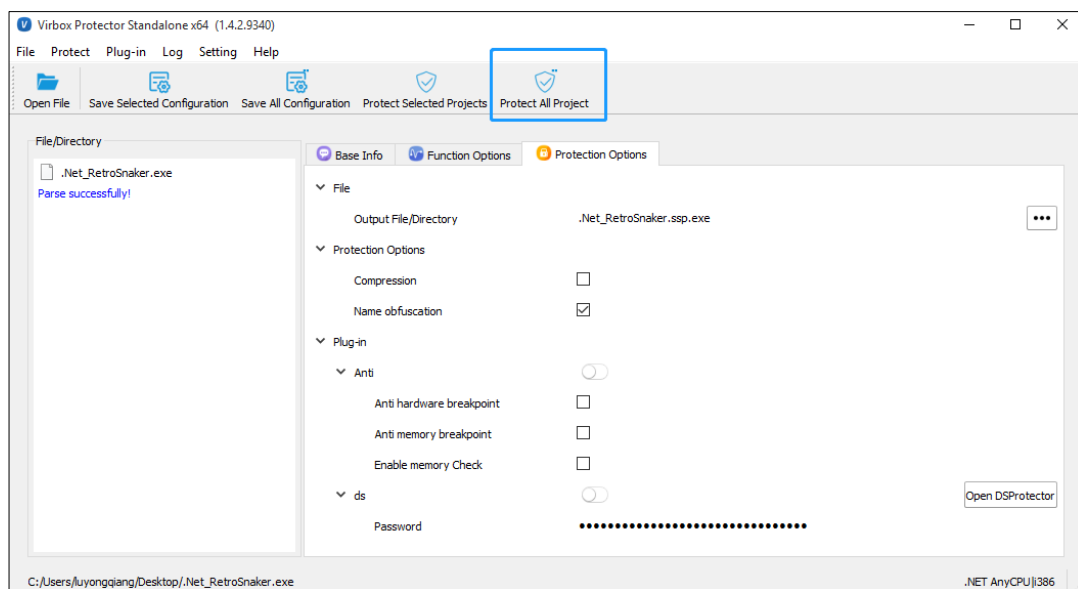 Virbox Protector Standalone x64 (1.4.2.9340)
File Protect Plug-in Log Setting Help
Open File Save Selected Configuration Save All Configuration Protect Selected Projects Protect All Project
File/Directory
.Net_RetroSnaker.exe
Parse successfully!
Base Info Function Options Protection Options
File
Output File/Directory .Net_RetroSnaker.ssp.exe
Protection Options
Compression
Name obfuscation
Plug-in
Anti
Anti hardware breakpoint
Anti memory breakpoint
Enable memory Check
ds Open DSProtector
Password ••••••••••••••••••••••••••••••••
C:/Users/luyongqiang/Desktop/.Net_RetroSnaker.exe .NET AnyCPU|i386